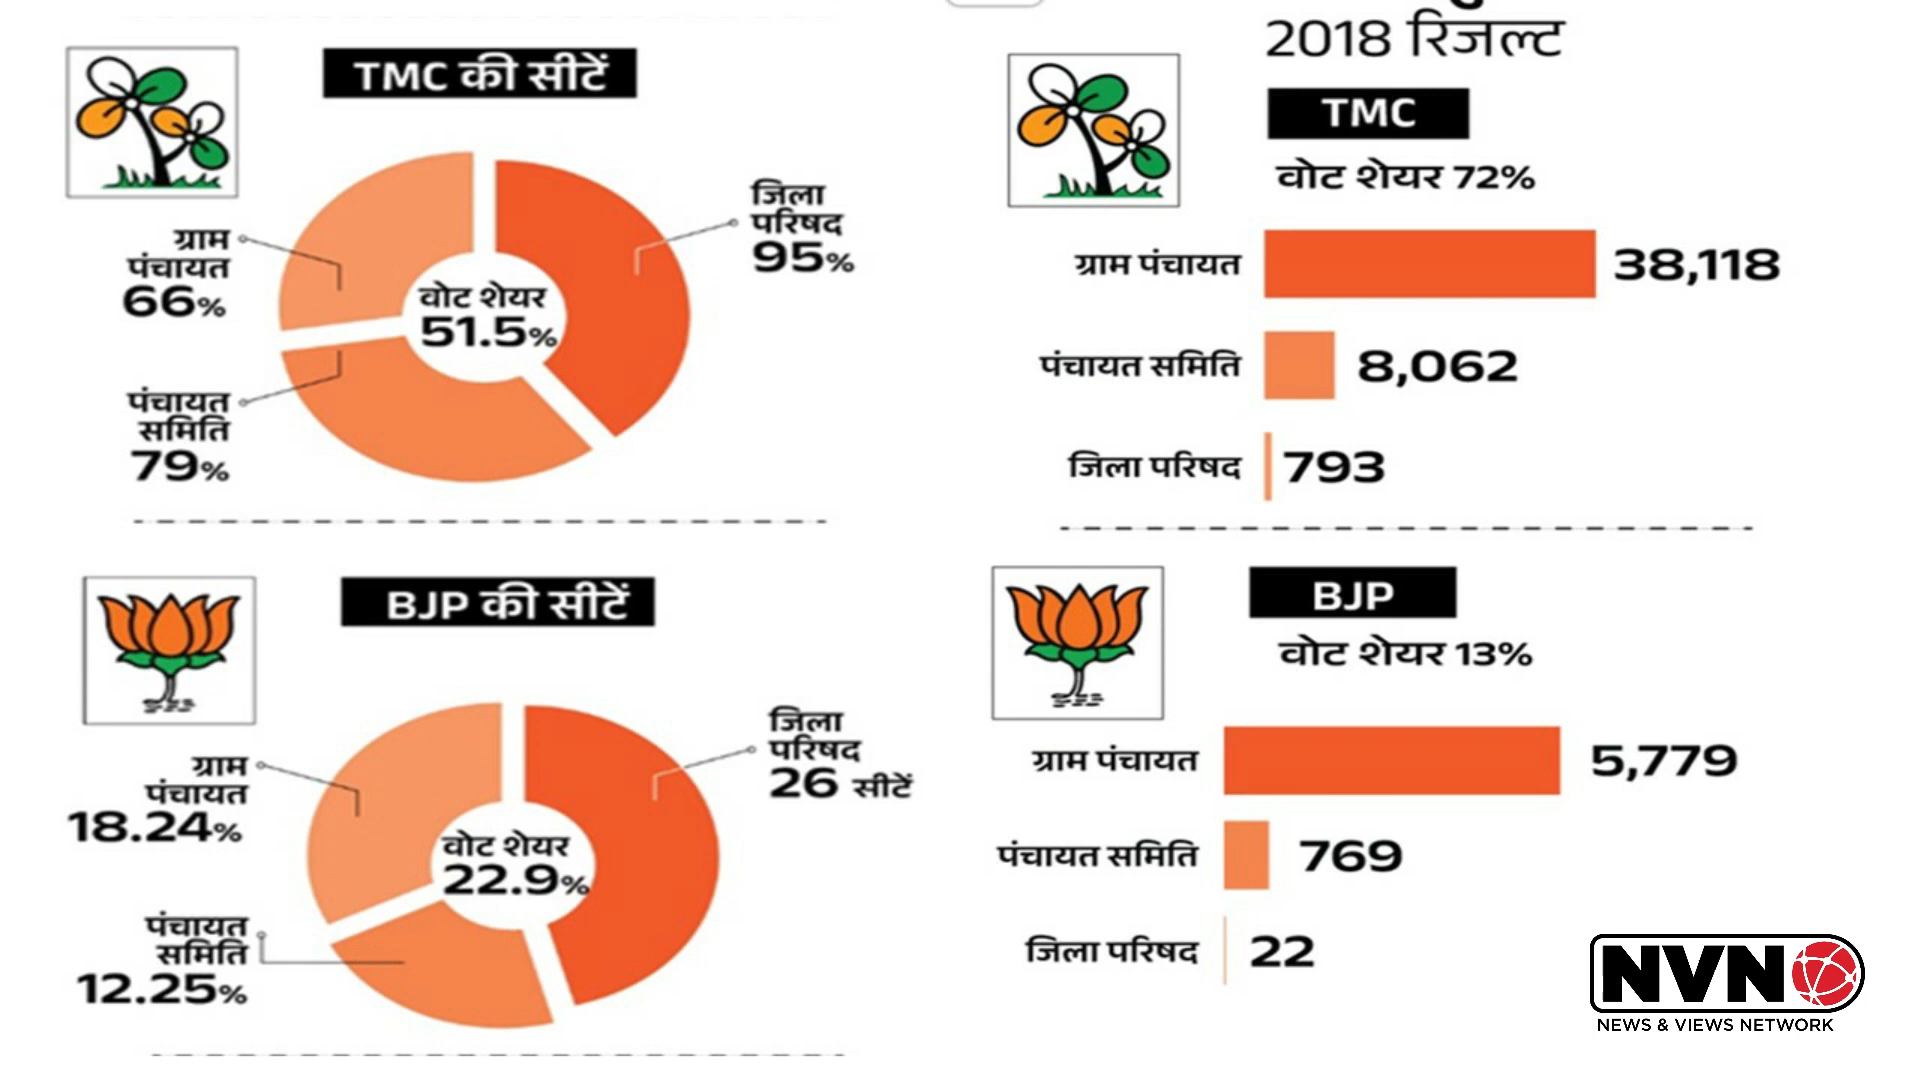 TMC की सीटें
जिला
परिषद
95%
ग्राम
पंचायत
66%
वोट शेयर
51.5%
पंचायत
समिति
79%
BJP की सीटें
जिला
परिषद
26 सीटें
ग्राम
पंचायत
18.24%
वोट शेयर
22.9%
पंचायत
समिति
12.25%
2018 रिजल्ट
TMC
वोट शेयर 72%
ग्राम पंचायत 38,118
पंचायत समिति 8,062
जिला परिषद 793
BJP
वोट शेयर 13%
ग्राम पंचायत 5,779
पंचायत समिति 769
जिला परिषद 22
NVN
NEWS & VIEWS NETWORK